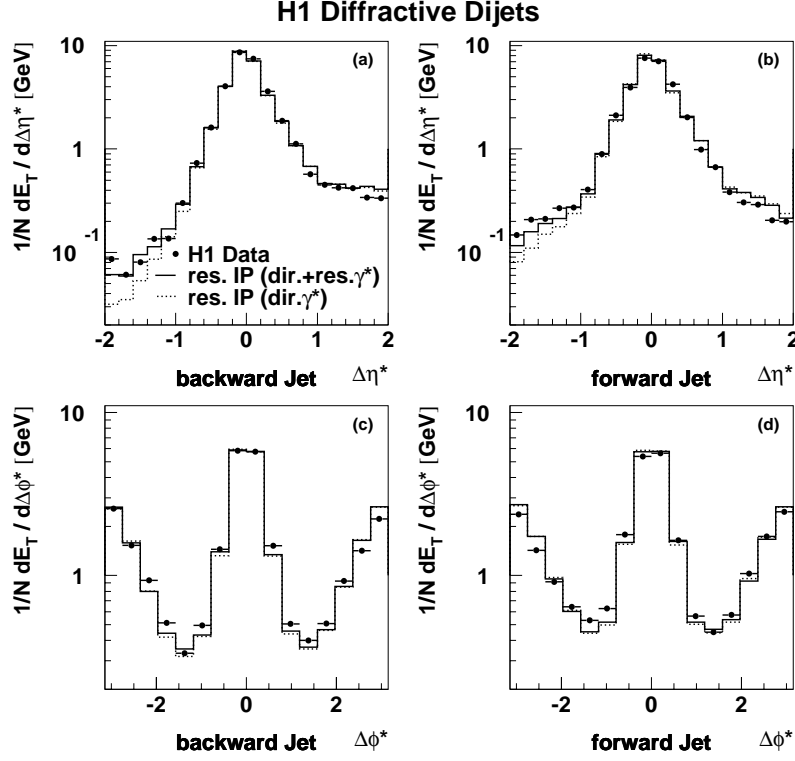 H1 Diffractive Dijets
1/N dE_T / dΔη* [GeV]
10
1
10^-1
(a)
H1 Data
res. IP (dir.+res.γ*)
res. IP (dir.γ*)
-2 -1 0 1 2
backward Jet Δη*
1/N dE_T / dΔη* [GeV]
10
1
10^-1
(b)
-2 -1 0 1 2
forward Jet Δη*
1/N dE_T / dΔϕ* [GeV]
10
1
(c)
-2 0 2
backward Jet Δϕ*
1/N dE_T / dΔϕ* [GeV]
10
1
(d)
-2 0 2
forward Jet Δϕ*